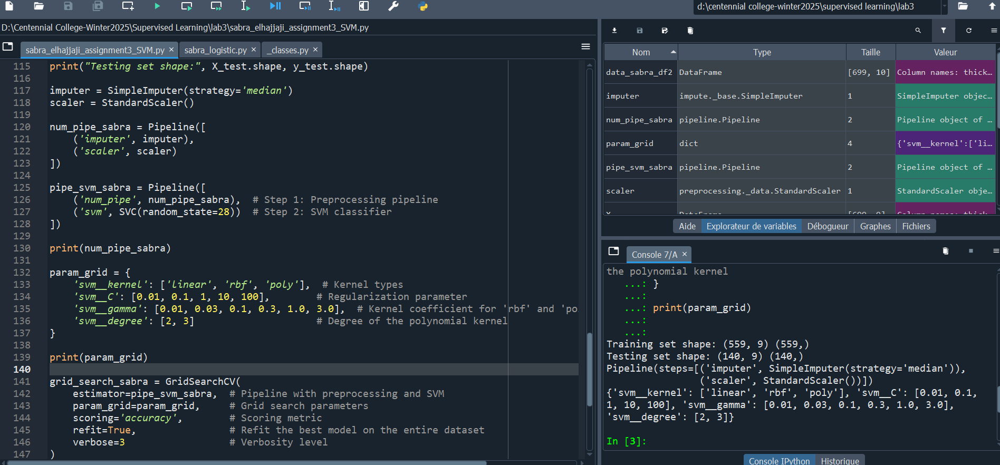 d:\centennial college-winter2025\supervised learning\lab3
D:\Centennial College-Winter2025\Supervised Learning\lab3\sabra_elhajjaji_assignment3_SVM.py
sabra_elhajjaji_assignment3_SVM.py
sabra_logistic.py
_classes.py
115 print("Testing set shape:", X_test.shape, y_test.shape)
116
117 imputer = SimpleImputer(strategy='median')
118 scaler = StandardScaler()
119
120 num_pipe_sabra = Pipeline([
121     ('imputer', imputer),
122     ('scaler', scaler)
123 ])
124
125 pipe_svm_sabra = Pipeline([
126     ('num_pipe', num_pipe_sabra),  # Step 1: Preprocessing pipeline
127     ('svm', SVC(random_state=28))  # Step 2: SVM classifier
128 ])
129
130 print(num_pipe_sabra)
131
132 param_grid = {
133     'svm__kernel': ['linear', 'rbf', 'poly'],  # Kernel types
134     'svm__C': [0.01, 0.1, 1, 10, 100],        # Regularization parameter
135     'svm__gamma': [0.01, 0.03, 0.1, 0.3, 1.0, 3.0],  # Kernel coefficient for 'rbf' and 'po
136     'svm__degree': [2, 3]                     # Degree of the polynomial kernel
137 }
138
139 print(param_grid)
140
141 grid_search_sabra = GridSearchCV(
142     estimator=pipe_svm_sabra,  # Pipeline with preprocessing and SVM
143     param_grid=param_grid,     # Grid search parameters
144     scoring='accuracy',        # Scoring metric
145     refit=True,                # Refit the best model on the entire dataset
146     verbose=3                  # Verbosity level
147 )
Nom Type Taille Valeur
data_sabra_df2 DataFrame [699, 10] Column names: thick…
imputer impute._base.SimpleImputer 1 SimpleImputer objec…
num_pipe_sabra pipeline.Pipeline 2 Pipeline object of …
param_grid dict 4 {'svm__kernel':['li…
pipe_svm_sabra pipeline.Pipeline 2 Pipeline object of …
scaler preprocessing._data.StandardScaler 1 StandardScaler obje…
Aide Explorateur de variables Débogueur Graphes Fichiers
Console 7/A
the polynomial kernel
...: }
...:
...: print(param_grid)
...:
...:
Training set shape: (559, 9) (559,)
Testing set shape: (140, 9) (140,)
Pipeline(steps=[('imputer', SimpleImputer(strategy='median')),
                ('scaler', StandardScaler())])
{'svm__kernel': ['linear', 'rbf', 'poly'], 'svm__C': [0.01, 0.1,
1, 10, 100], 'svm__gamma': [0.01, 0.03, 0.1, 0.3, 1.0, 3.0],
'svm__degree': [2, 3]}
In [3]:
Console IPython Historique